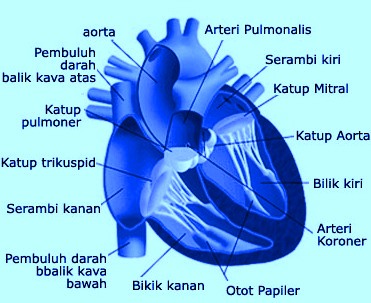 aorta
Arteri Pulmonalis
Pembuluh
darah
balik kava atas
Serambi kiri
Katup Mitral
Katup
pulmoner
Katup Aorta
Katup trikuspid
Bilik kiri
Serambi kanan
Arteri
Koroner
Pembuluh darah
bbalik kava
bawah
Bikik kanan
Otot Papiler